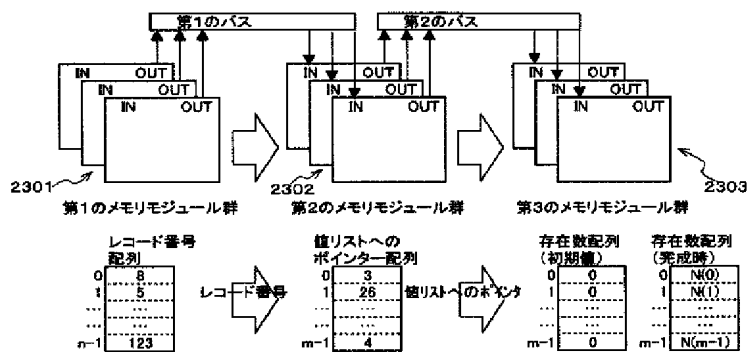 第1のバス
第2のバス
IN OUT
IN OUT
IN OUT
IN OUT
IN OUT
IN OUT
IN OUT
IN OUT
IN OUT
2301
2302
2303
第1のメモリモジュール群
第2のメモリモジュール群
第3のメモリモジュール群
レコード番号
配列
0 8
1 5
... ...
... ...
n-1 123
レコード番号
値リストへの
ポインター配列
0 3
1 26
... ...
... ...
m-1 4
値リストへのポインタ
存在数配列
(初期値)
0 0
1 0
... ...
... ...
m-1 0
存在数配列
(完成時)
0 N(0)
1 N(1)
... ...
... ...
m-1 N(m-1)